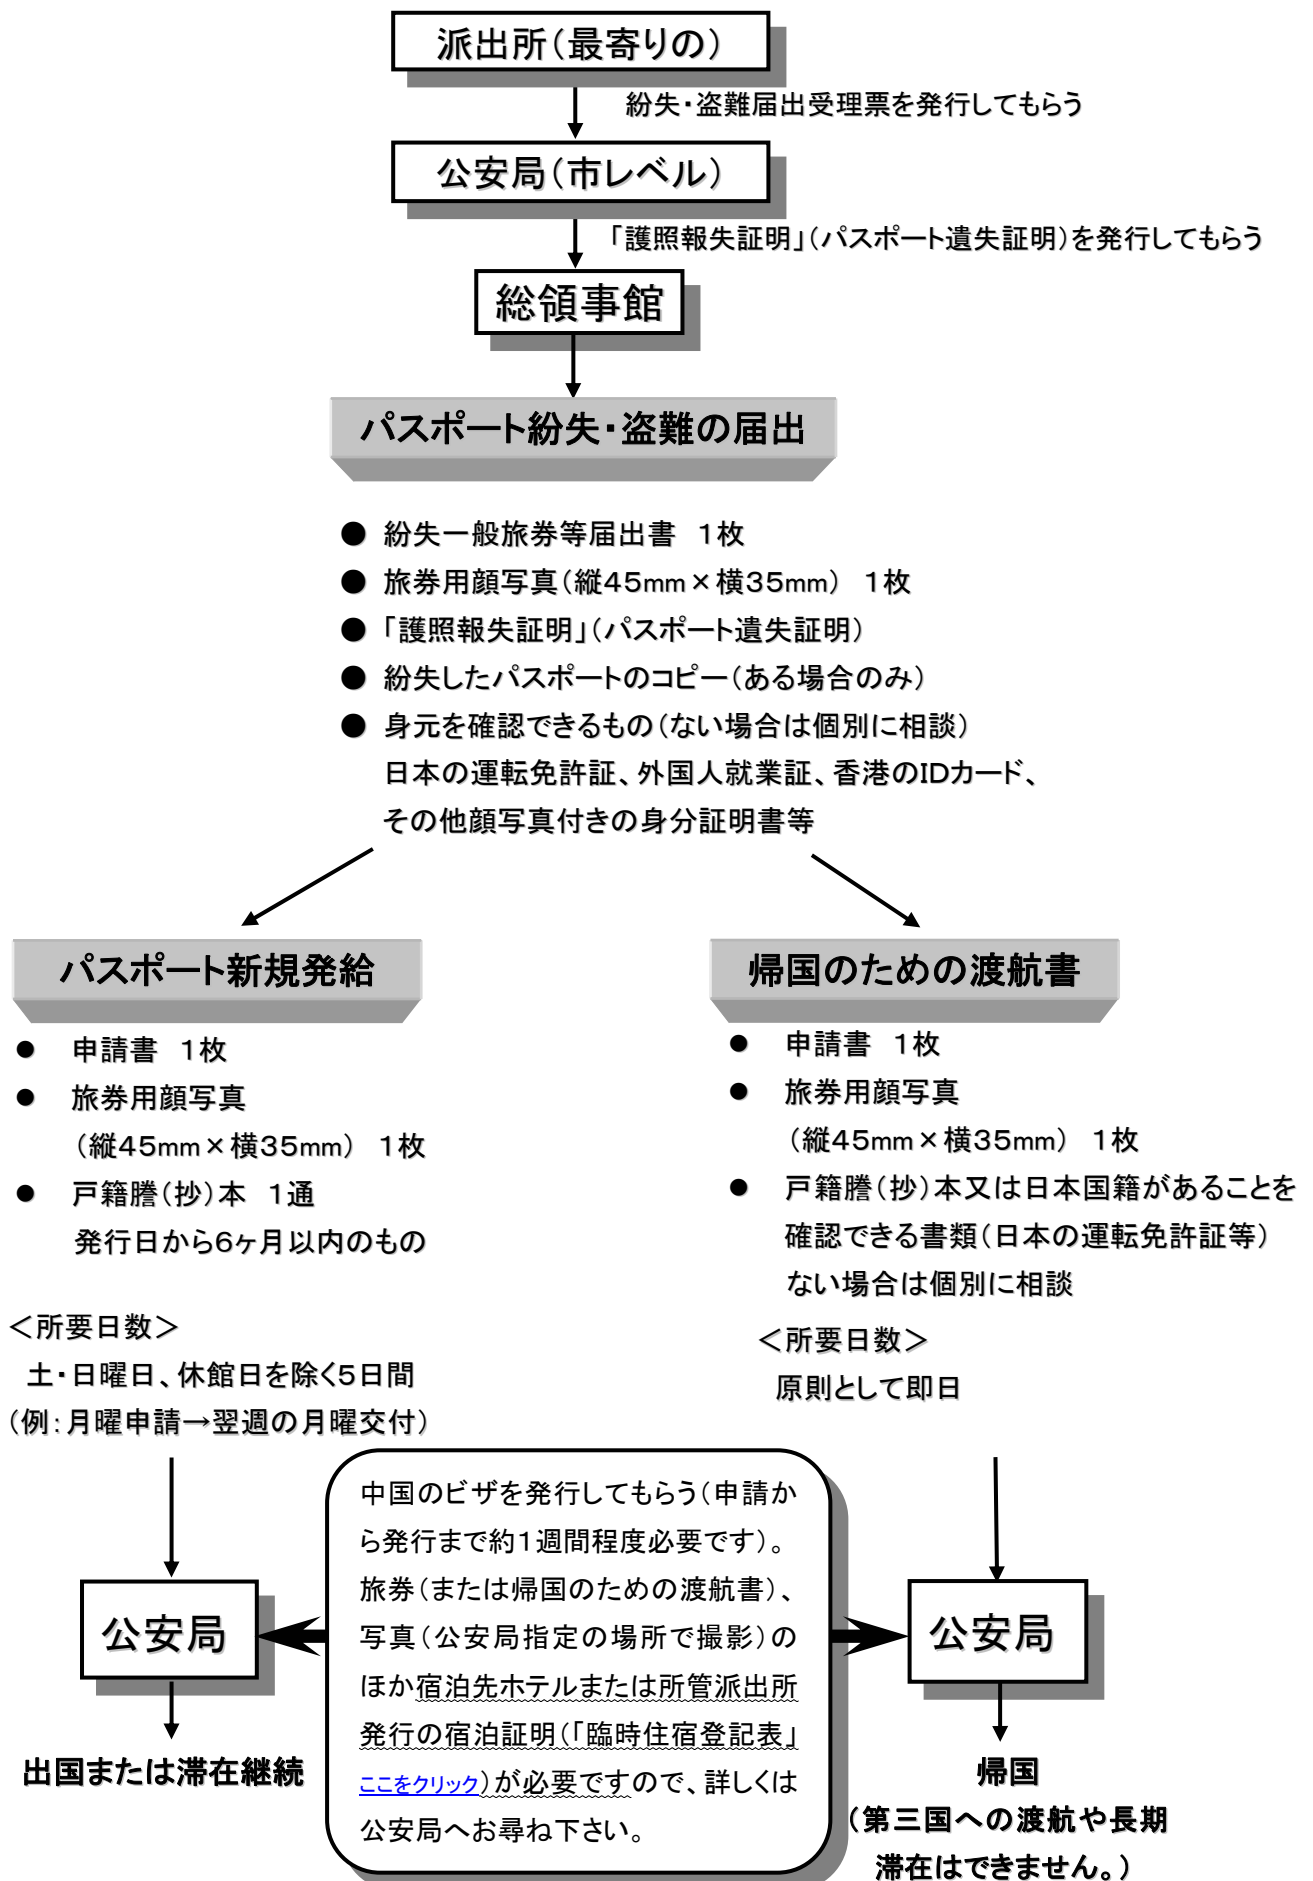 派出所(最寄りの)
紛失・盗難届出受理票を発行してもらう
公安局(市レベル)
「護照報失証明」(パスポート遺失証明)を発行してもらう
総領事館
パスポート紛失・盗難の届出
● 紛失一般旅券等届出書 1枚
● 旅券用顔写真(縦45mm×横35mm) 1枚
● 「護照報失証明」(パスポート遺失証明)
● 紛失したパスポートのコピー(ある場合のみ)
● 身元を確認できるもの(ない場合は個別に相談)
日本の運転免許証、外国人就業証、香港のIDカード、
その他顔写真付きの身分証明書等
パスポート新規発給
● 申請書 1枚
● 旅券用顔写真
(縦45mm×横35mm) 1枚
● 戸籍謄(抄)本 1通
発行日から6ヶ月以内のもの
<所要日数>
土・日曜日、休館日を除く5日間
(例:月曜申請→翌週の月曜交付)
公安局
出国または滞在継続
帰国のための渡航書
● 申請書 1枚
● 旅券用顔写真
(縦45mm×横35mm) 1枚
● 戸籍謄(抄)本又は日本国籍があることを
確認できる書類(日本の運転免許証等)
ない場合は個別に相談
<所要日数>
原則として即日
中国のビザを発行してもらう(申請か
ら発行まで約1週間程度必要です)。
旅券(または帰国のための渡航書)、
写真(公安局指定の場所で撮影)の
ほか宿泊先ホテルまたは所管派出所
発行の宿泊証明(「臨時住宿登記表」
ここをクリック)が必要ですので、詳しくは
公安局へお尋ね下さい。
公安局
帰国
(第三国への渡航や長期
滞在はできません。)